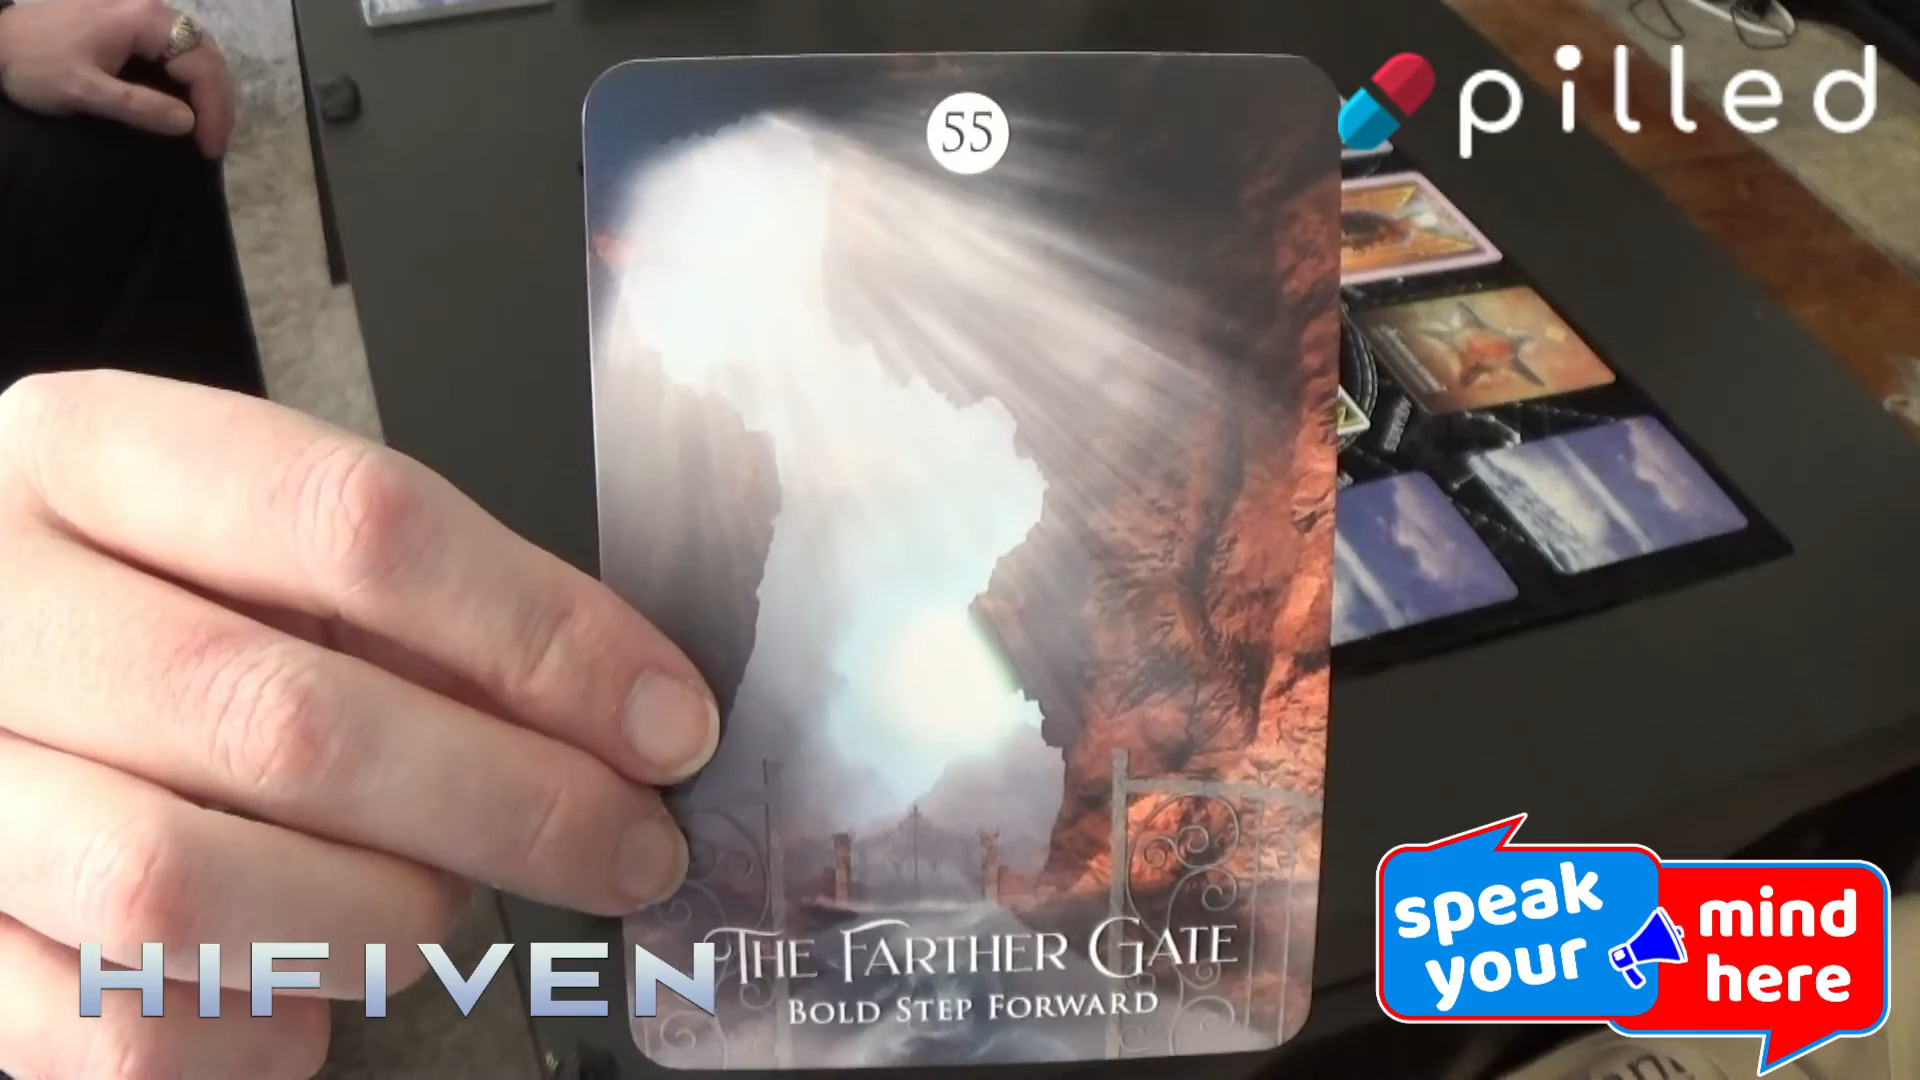 55
pilled
THE FARTHER GATE
BOLD STEP FORWARD
HIFIVEN
speak
your
mind
here